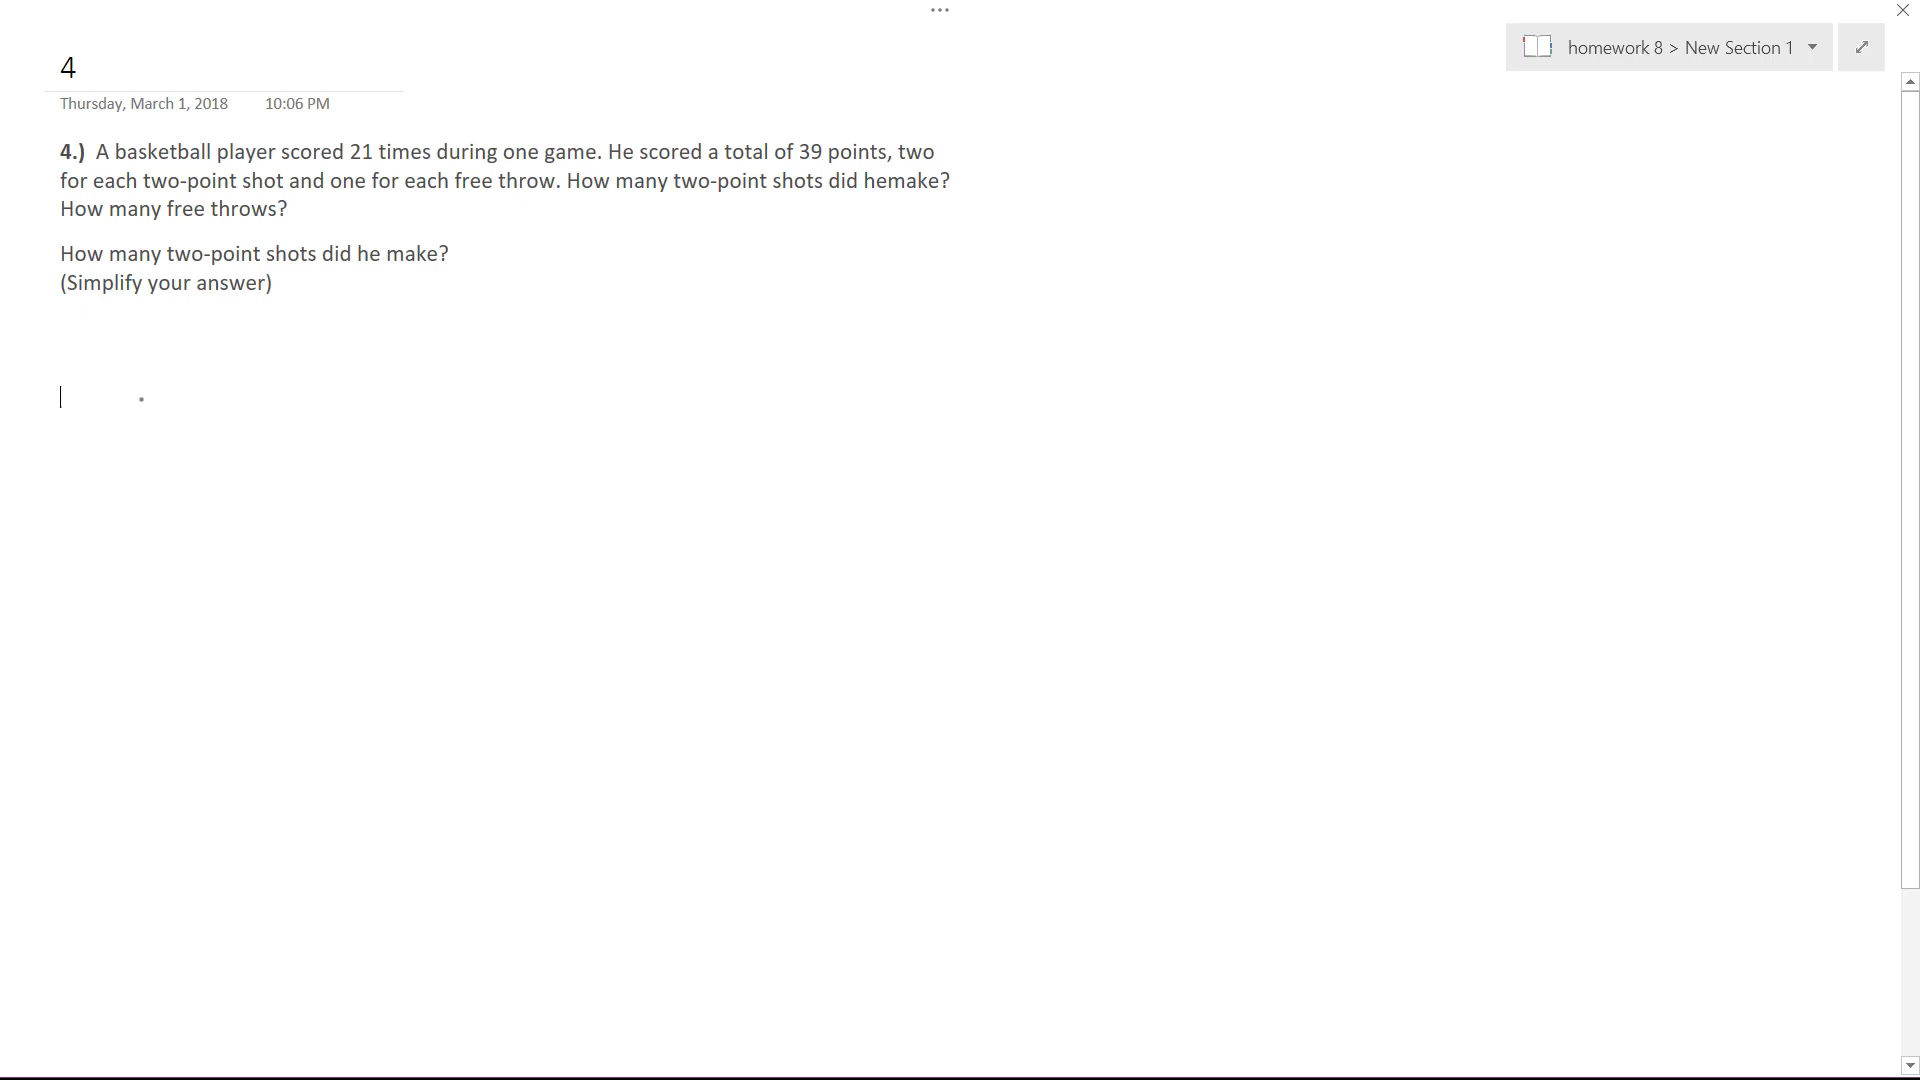 ...
homework 8 > New Section 1
4
Thursday, March 1, 2018 10:06 PM
4.) A basketball player scored 21 times during one game. He scored a total of 39 points, two
for each two-point shot and one for each free throw. How many two-point shots did hemake?
How many free throws?
How many two-point shots did he make?
(Simplify your answer)